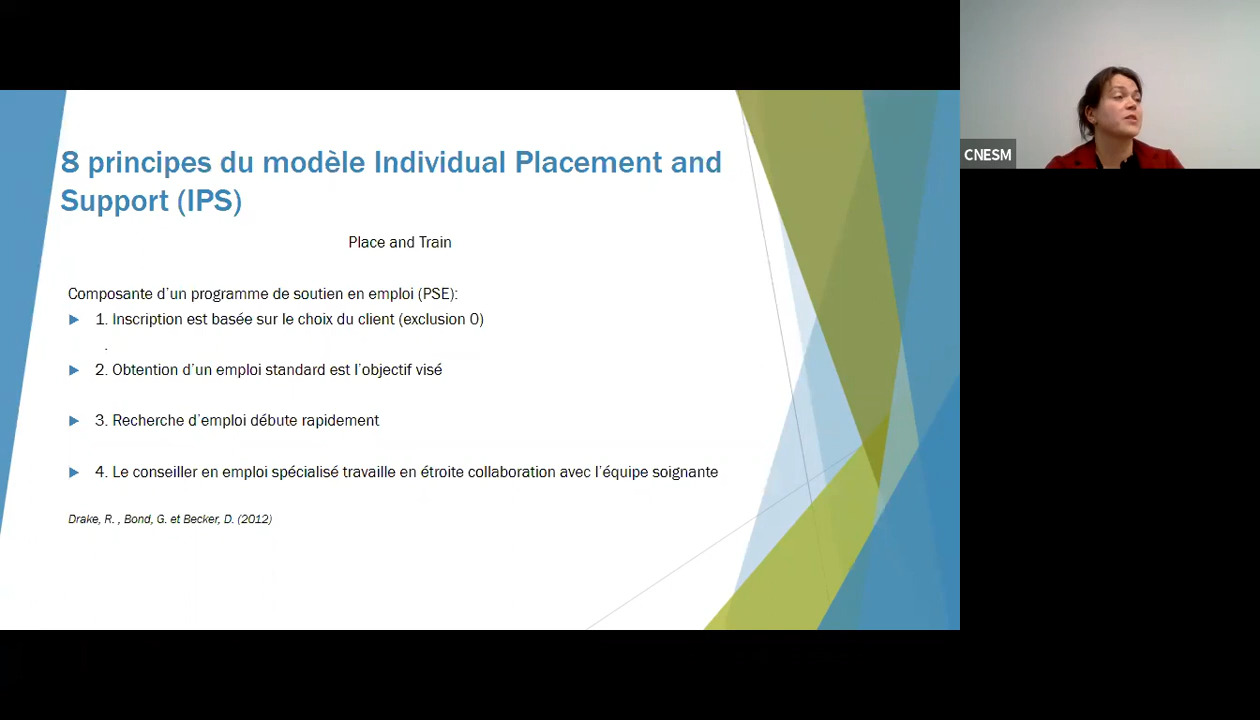 8 principes du modèle Individual Placement and
Support (IPS)
Place and Train
Composante d'un programme de soutien en emploi (PSE):
1. Inscription est basée sur le choix du client (exclusion 0)
.
2. Obtention d'un emploi standard est l'objectif visé
3. Recherche d'emploi débute rapidement
4. Le conseiller en emploi spécialisé travaille en étroite collaboration avec l'équipe soignante
Drake, R. , Bond, G. et Becker, D. (2012)
CNESM